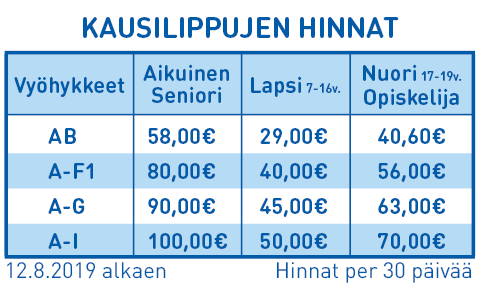 KAUSILIPPUJEN HINNAT
Vyöhykkeet Aikuinen Seniori Lapsi 7-16v. Nuori 17-19v. Opiskelija
AB 58,00€ 29,00€ 40,60€
A-F1 80,00€ 40,00€ 56,00€
A-G 90,00€ 45,00€ 63,00€
A-I 100,00€ 50,00€ 70,00€
12.8.2019 alkaen Hinnat per 30 päivää